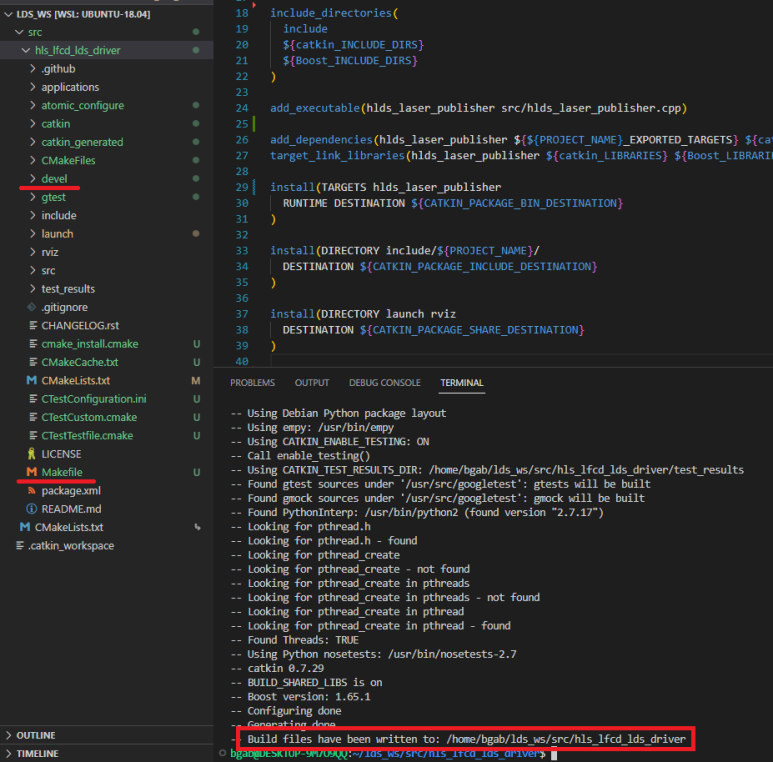 LDS_WS [WSL: UBUNTU-18.04]
src
hls_lfcd_lds_driver
.github
applications
atomic_configure
catkin
catkin_generated
CMakeFiles
devel
gtest
include
launch
rviz
src
test_results
.gitignore
CHANGELOG.rst
cmake_install.cmake U
CMakeCache.txt U
CMakeLists.txt M
CTestConfiguration.ini U
CTestCustom.cmake U
CTestTestfile.cmake U
LICENSE
Makefile U
package.xml
README.md
CMakeLists.txt
.catkin_workspace
OUTLINE
TIMELINE
18 include_directories(
19 include
20 ${catkin_INCLUDE_DIRS}
21 ${Boost_INCLUDE_DIRS}
22 )
23
24 add_executable(hlds_laser_publisher src/hlds_laser_publisher.cpp)
25
26 add_dependencies(hlds_laser_publisher ${${PROJECT_NAME}_EXPORTED_TARGETS} ${cat
27 target_link_libraries(hlds_laser_publisher ${catkin_LIBRARIES} ${Boost_LIBRARI
28
29 install(TARGETS hlds_laser_publisher
30 RUNTIME DESTINATION ${CATKIN_PACKAGE_BIN_DESTINATION}
31 )
32
33 install(DIRECTORY include/${PROJECT_NAME}/
34 DESTINATION ${CATKIN_PACKAGE_INCLUDE_DESTINATION}
35 )
36
37 install(DIRECTORY launch rviz
38 DESTINATION ${CATKIN_PACKAGE_SHARE_DESTINATION}
39 )
40
PROBLEMS OUTPUT DEBUG CONSOLE TERMINAL
-- Using Debian Python package layout
-- Using empy: /usr/bin/empy
-- Using CATKIN_ENABLE_TESTING: ON
-- Call enable_testing()
-- Using CATKIN_TEST_RESULTS_DIR: /home/bgab/lds_ws/src/hls_lfcd_lds_driver/test_results
-- Found gtest sources under '/usr/src/googletest': gtests will be built
-- Found gmock sources under '/usr/src/googletest': gmock will be built
-- Found PythonInterp: /usr/bin/python2 (found version "2.7.17")
-- Looking for pthread.h
-- Looking for pthread.h - found
-- Looking for pthread_create
-- Looking for pthread_create - not found
-- Looking for pthread_create in pthreads
-- Looking for pthread_create in pthreads - not found
-- Looking for pthread_create in pthread
-- Looking for pthread_create in pthread - found
-- Found Threads: TRUE
-- Using Python nosetests: /usr/bin/nosetests-2.7
-- catkin 0.7.29
-- BUILD_SHARED_LIBS is on
-- Boost version: 1.65.1
-- Configuring done
-- Generating done
-- Build files have been written to: /home/bgab/lds_ws/src/hls_lfcd_lds_driver
:~/lds_ws/src/hls_lfcd_lds_driver$